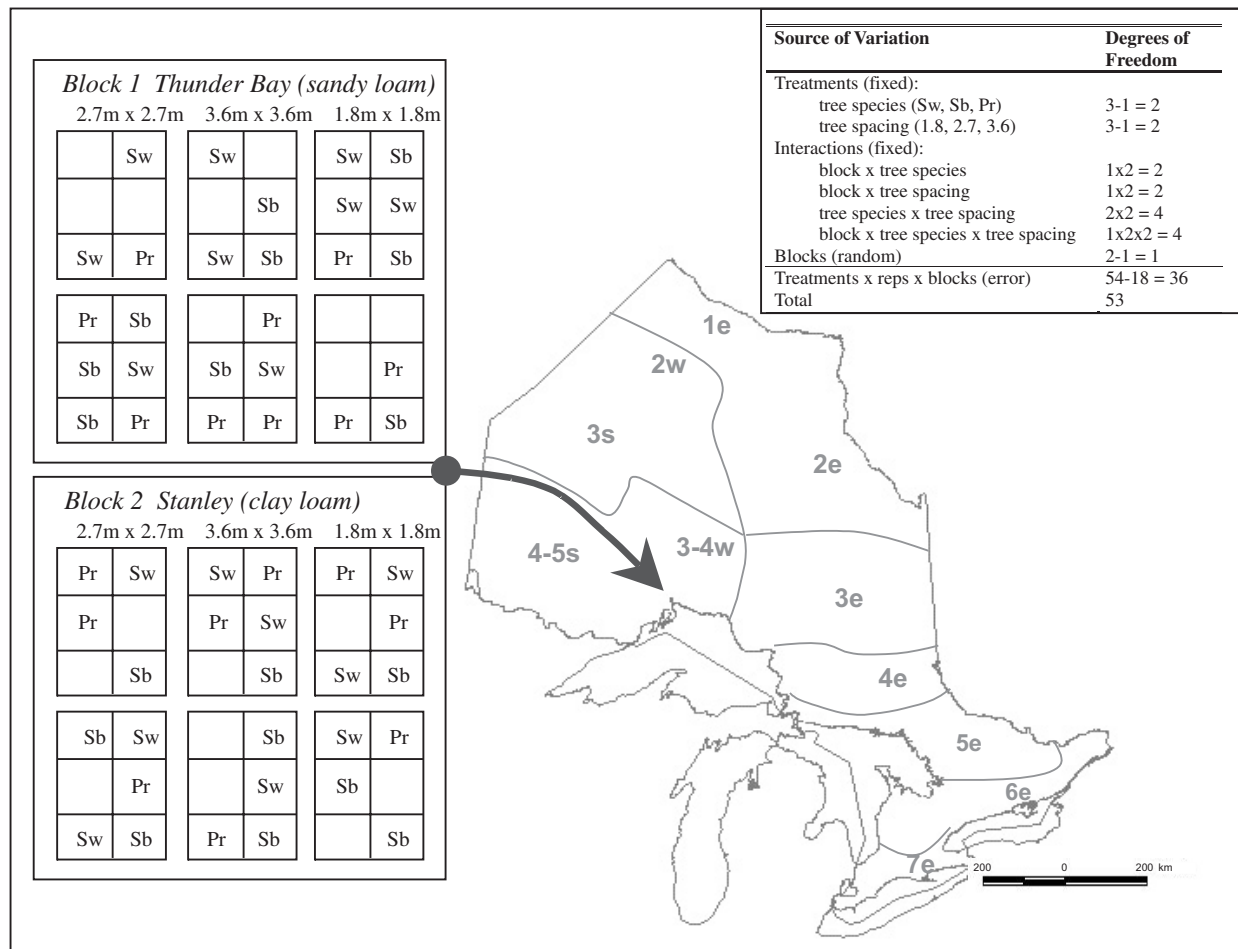 Block 1 Thunder Bay (sandy loam)
2.7m x 2.7m 3.6m x 3.6m 1.8m x 1.8m
Sw Sw Sw Sb
Sb Sw Sw
Sw Pr Sw Sb Pr Sb
Pr Sb Pr
Sb Sw Sb Sw Pr
Sb Pr Pr Pr Pr Sb
Block 2 Stanley (clay loam)
2.7m x 2.7m 3.6m x 3.6m 1.8m x 1.8m
Pr Sw Sw Pr Pr Sw
Pr Pr Sw Pr
Sb Sb Sw Sb
Sb Sw Sb Sw Pr
Pr Sw Sb
Sw Sb Pr Sb Sb
Source of Variation Degrees of Freedom
Treatments (fixed):
tree species (Sw, Sb, Pr) 3-1 = 2
tree spacing (1.8, 2.7, 3.6) 3-1 = 2
Interactions (fixed):
block x tree species 1x2 = 2
block x tree spacing 1x2 = 2
tree species x tree spacing 2x2 = 4
block x tree species x tree spacing 1x2x2 = 4
Blocks (random) 2-1 = 1
Treatments x reps x blocks (error) 54-18 = 36
Total 53
1e
2w
3s
2e
4-5s
3-4w
3e
4e
5e
6e
7e
200 0 200 km